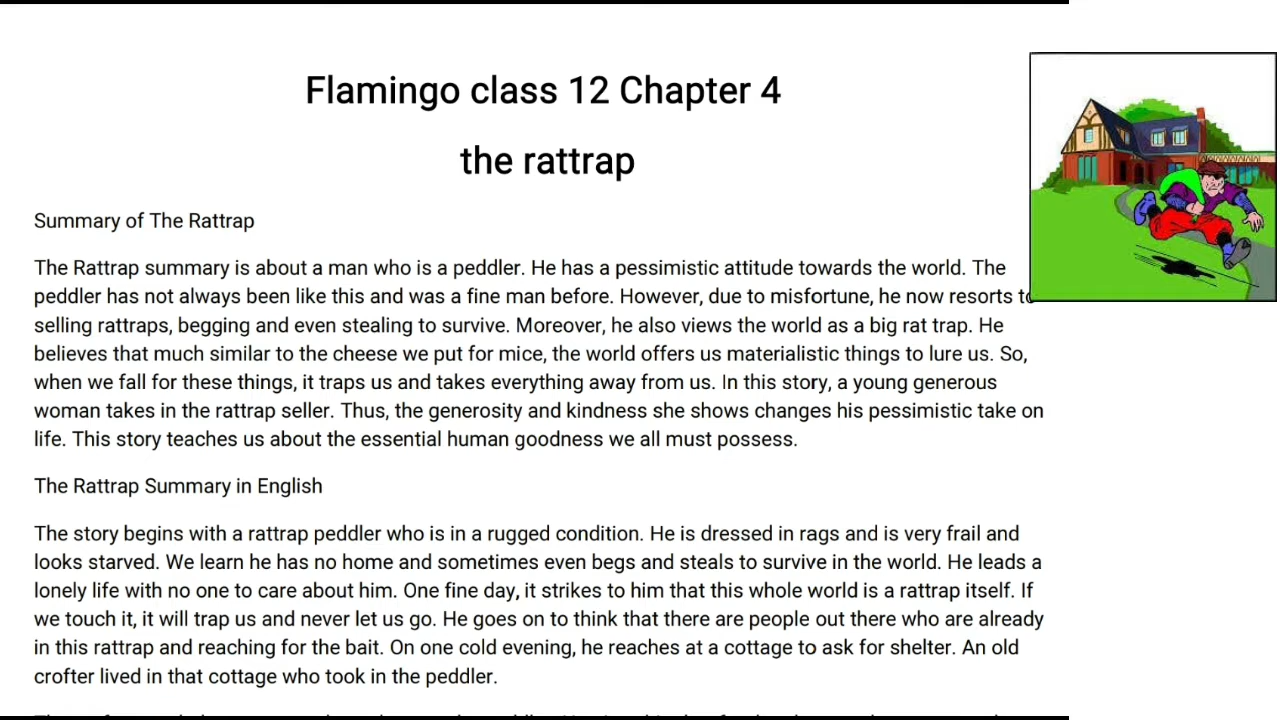 Flamingo class 12 Chapter 4
the rattrap
Summary of The Rattrap
The Rattrap summary is about a man who is a peddler. He has a pessimistic attitude towards the world. The
peddler has not always been like this and was a fine man before. However, due to misfortune, he now resorts to
selling rattraps, begging and even stealing to survive. Moreover, he also views the world as a big rat trap. He
believes that much similar to the cheese we put for mice, the world offers us materialistic things to lure us. So,
when we fall for these things, it traps us and takes everything away from us. In this story, a young generous
woman takes in the rattrap seller. Thus, the generosity and kindness she shows changes his pessimistic take on
life. This story teaches us about the essential human goodness we all must possess.
The Rattrap Summary in English
The story begins with a rattrap peddler who is in a rugged condition. He is dressed in rags and is very frail and
looks starved. We learn he has no home and sometimes even begs and steals to survive in the world. He leads a
lonely life with no one to care about him. One fine day, it strikes to him that this whole world is a rattrap itself. If
we touch it, it will trap us and never let us go. He goes on to think that there are people out there who are already
in this rattrap and reaching for the bait. On one cold evening, he reaches at a cottage to ask for shelter. An old
crofter lived in that cottage who took in the peddler.